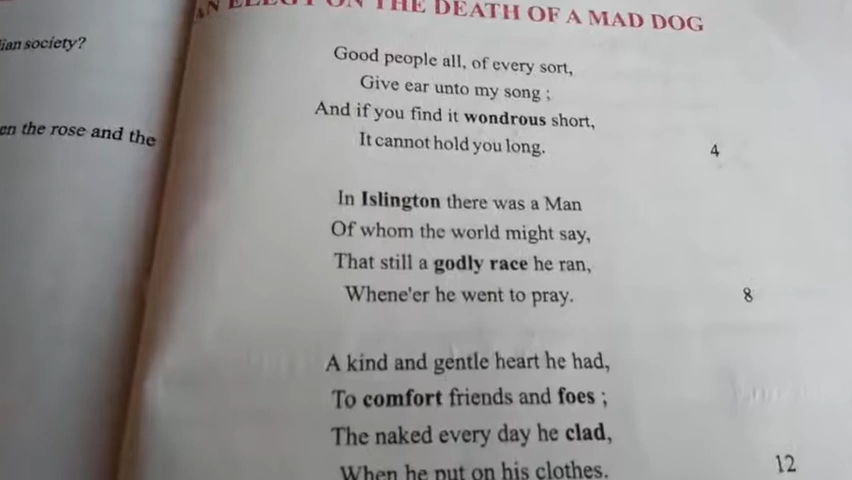 AN ELEGY ON THE DEATH OF A MAD DOG
ian society?
en the rose and the
Good people all, of every sort,
Give ear unto my song ;
And if you find it wondrous short,
It cannot hold you long.
4
In Islington there was a Man
Of whom the world might say,
That still a godly race he ran,
Whene'er he went to pray.
8
A kind and gentle heart he had,
To comfort friends and foes ;
The naked every day he clad,
When he put on his clothes.
12